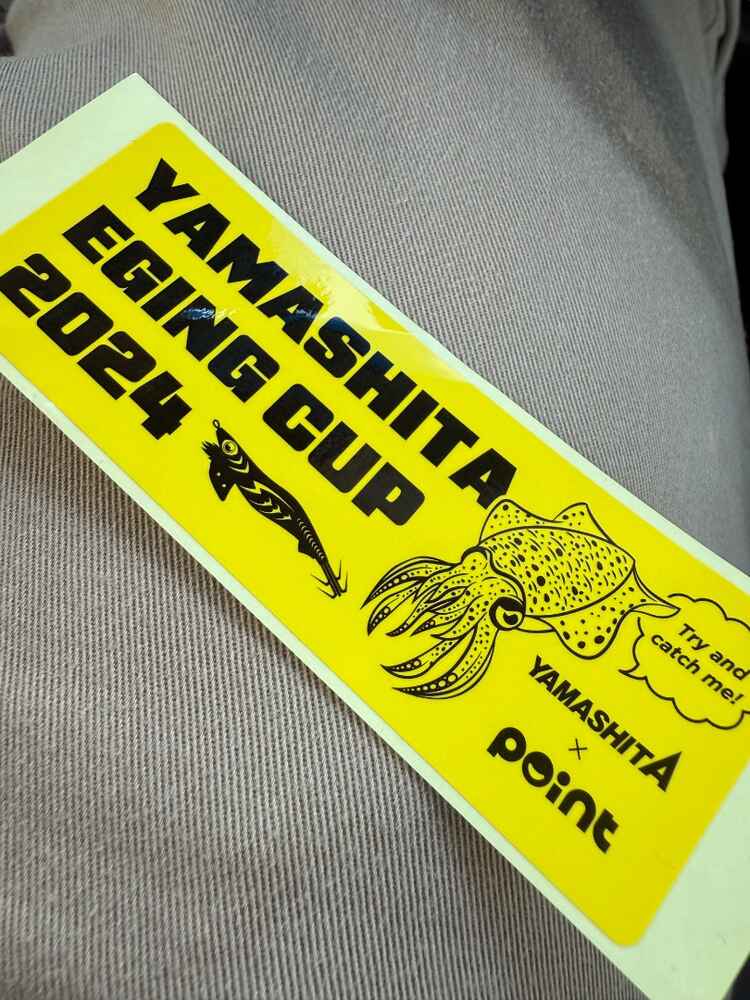 YAMASHITA
EGING CUP
2024
Try and
catch me!
YAMASHITA
×
point